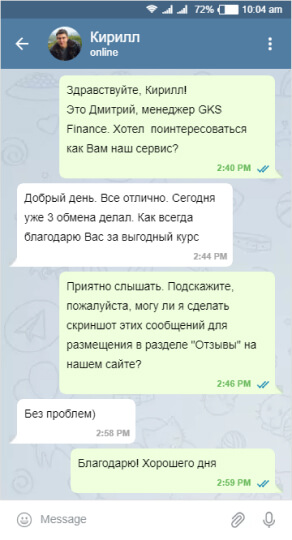 72% 10:04 am
Кирилл
online
Здравствуйте, Кирилл!
Это Дмитрий, менеджер GKS
Finance. Хотел поинтересоваться
как Вам наш сервис?
2:40 PM
Добрый день. Все отлично. Сегодня
уже 3 обмена делал. Как всегда
благодарю Вас за выгодный курс
2:44 PM
Приятно слышать. Подскажите,
пожалуйста, могу ли я сделать
скриншот этих сообщений для
размещения в разделе "Отзывы" на
нашем сайте?
2:46 PM
Без проблем)
2:58 PM
Благодарю! Хорошего дня
2:59 PM
Message